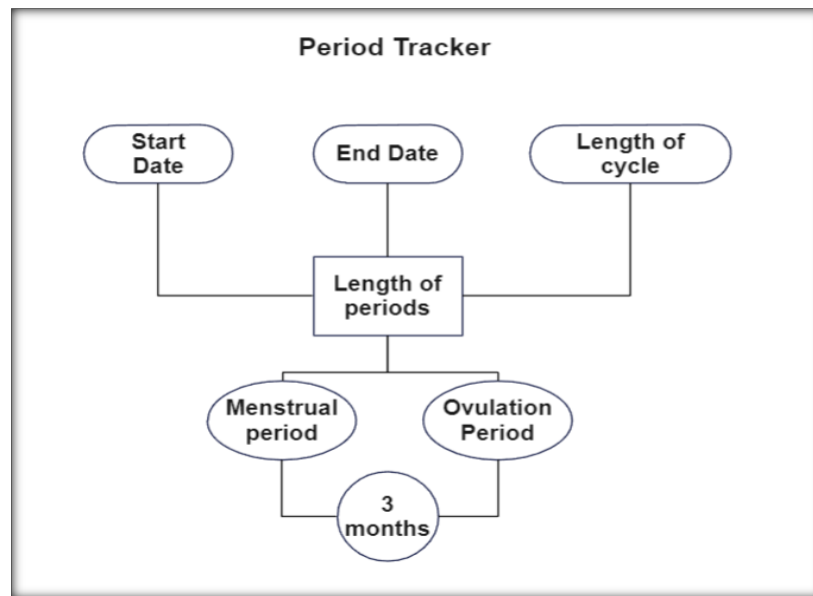 Period Tracker
Start
Date
End Date
Length of
cycle
Length of
periods
Menstrual
period
Ovulation
Period
3
months